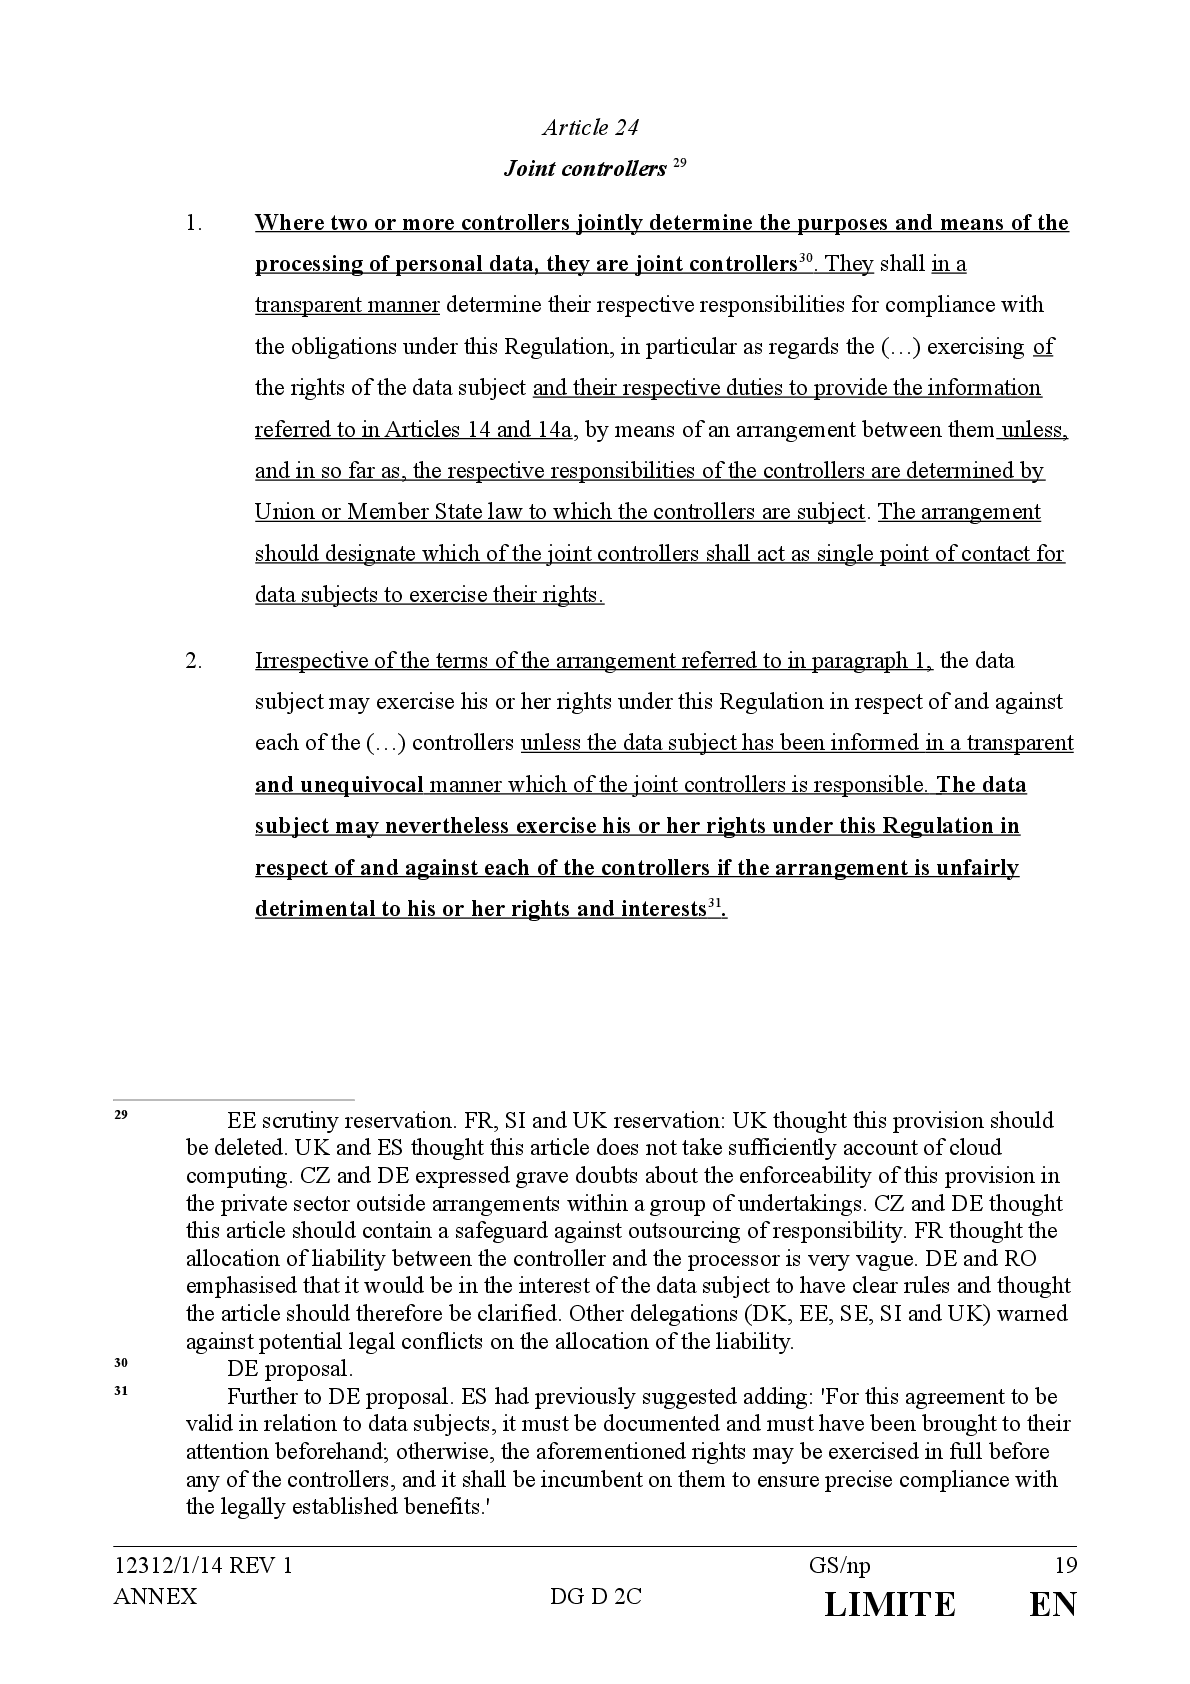 Article 24
Joint controllers 29
1. Where two or more controllers jointly determine the purposes and means of the
processing of personal data, they are joint controllers30. They shall in a
transparent manner determine their respective responsibilities for compliance with
the obligations under this Regulation, in particular as regards the (…) exercising of
the rights of the data subject and their respective duties to provide the information
referred to in Articles 14 and 14a, by means of an arrangement between them unless,
and in so far as, the respective responsibilities of the controllers are determined by
Union or Member State law to which the controllers are subject. The arrangement
should designate which of the joint controllers shall act as single point of contact for
data subjects to exercise their rights.
2. Irrespective of the terms of the arrangement referred to in paragraph 1, the data
subject may exercise his or her rights under this Regulation in respect of and against
each of the (…) controllers unless the data subject has been informed in a transparent
and unequivocal manner which of the joint controllers is responsible. The data
subject may nevertheless exercise his or her rights under this Regulation in
respect of and against each of the controllers if the arrangement is unfairly
detrimental to his or her rights and interests31.
29 EE scrutiny reservation. FR, SI and UK reservation: UK thought this provision should
be deleted. UK and ES thought this article does not take sufficiently account of cloud
computing. CZ and DE expressed grave doubts about the enforceability of this provision in
the private sector outside arrangements within a group of undertakings. CZ and DE thought
this article should contain a safeguard against outsourcing of responsibility. FR thought the
allocation of liability between the controller and the processor is very vague. DE and RO
emphasised that it would be in the interest of the data subject to have clear rules and thought
the article should therefore be clarified. Other delegations (DK, EE, SE, SI and UK) warned
against potential legal conflicts on the allocation of the liability.
30 DE proposal.
31 Further to DE proposal. ES had previously suggested adding: 'For this agreement to be
valid in relation to data subjects, it must be documented and must have been brought to their
attention beforehand; otherwise, the aforementioned rights may be exercised in full before
any of the controllers, and it shall be incumbent on them to ensure precise compliance with
the legally established benefits.'
12312/1/14 REV 1 GS/np 19
ANNEX DG D 2C LIMITE EN